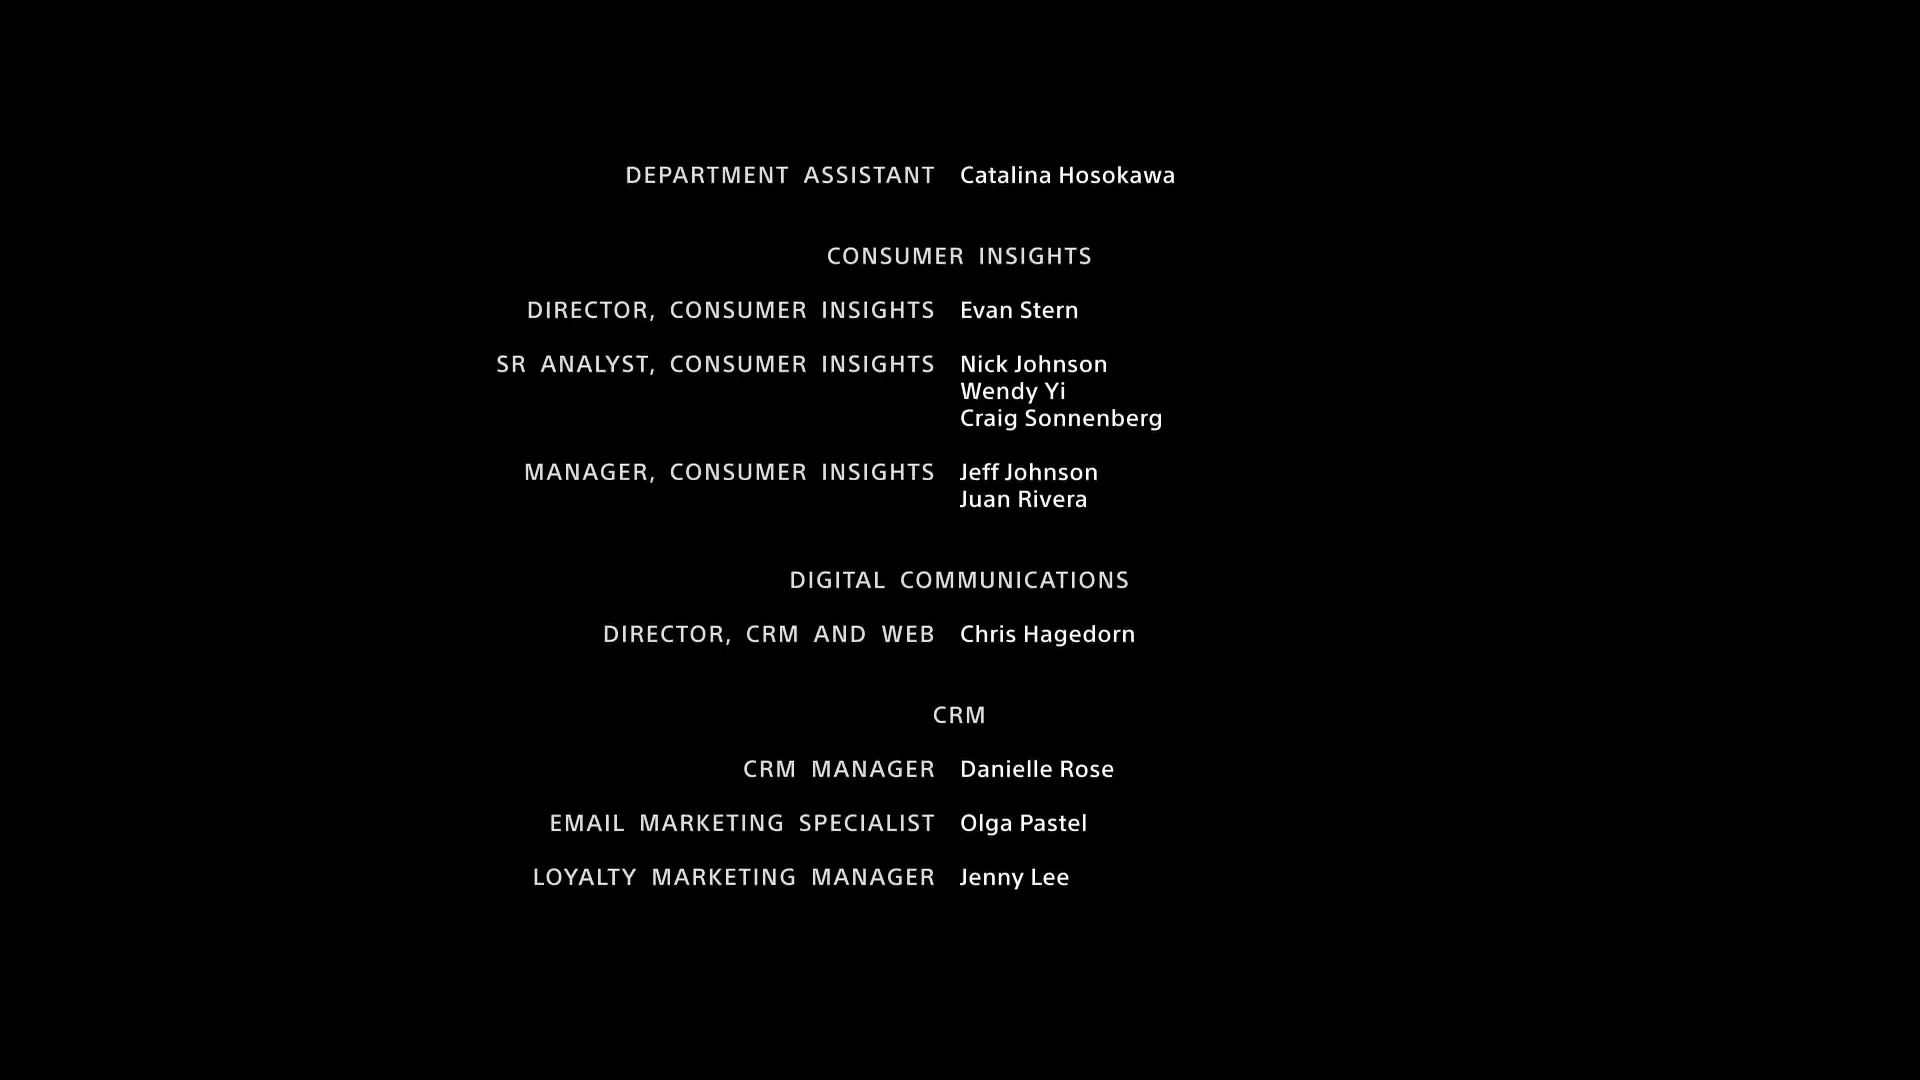 DEPARTMENT ASSISTANT Catalina Hosokawa
CONSUMER INSIGHTS
DIRECTOR, CONSUMER INSIGHTS Evan Stern
SR ANALYST, CONSUMER INSIGHTS Nick Johnson
Wendy Yi
Craig Sonnenberg
MANAGER, CONSUMER INSIGHTS Jeff Johnson
Juan Rivera
DIGITAL COMMUNICATIONS
DIRECTOR, CRM AND WEB Chris Hagedorn
CRM
CRM MANAGER Danielle Rose
EMAIL MARKETING SPECIALIST Olga Pastel
LOYALTY MARKETING MANAGER Jenny Lee